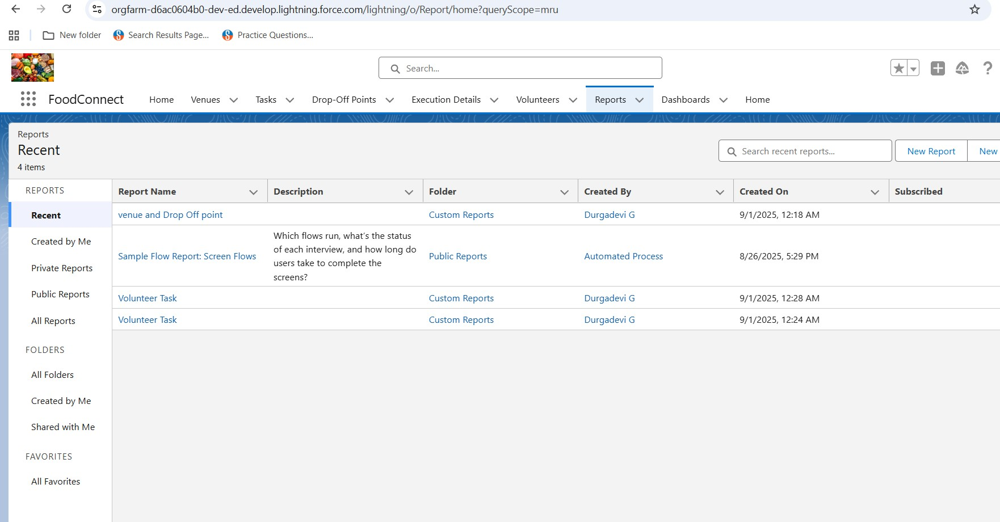 orgfarm-d6ac0604b0-dev-ed.develop.lightning.force.com/lightning/o/Report/home?queryScope=mru
New folder Search Results Page... Practice Questions...
Search...
FoodConnect Home Venues Tasks Drop-Off Points Execution Details Volunteers Reports Dashboards Home
Reports
Recent
4 items
Search recent reports... New Report New
REPORTS
Recent
Created by Me
Private Reports
Public Reports
All Reports
FOLDERS
All Folders
Created by Me
Shared with Me
FAVORITES
All Favorites
Report Name Description Folder Created By Created On Subscribed
venue and Drop Off point Custom Reports Durgadevi G 9/1/2025, 12:18 AM
Which flows run, what's the status
of each interview, and how long do
users take to complete the
screens?
Sample Flow Report: Screen Flows Public Reports Automated Process 8/26/2025, 5:29 PM
Volunteer Task Custom Reports Durgadevi G 9/1/2025, 12:28 AM
Volunteer Task Custom Reports Durgadevi G 9/1/2025, 12:24 AM